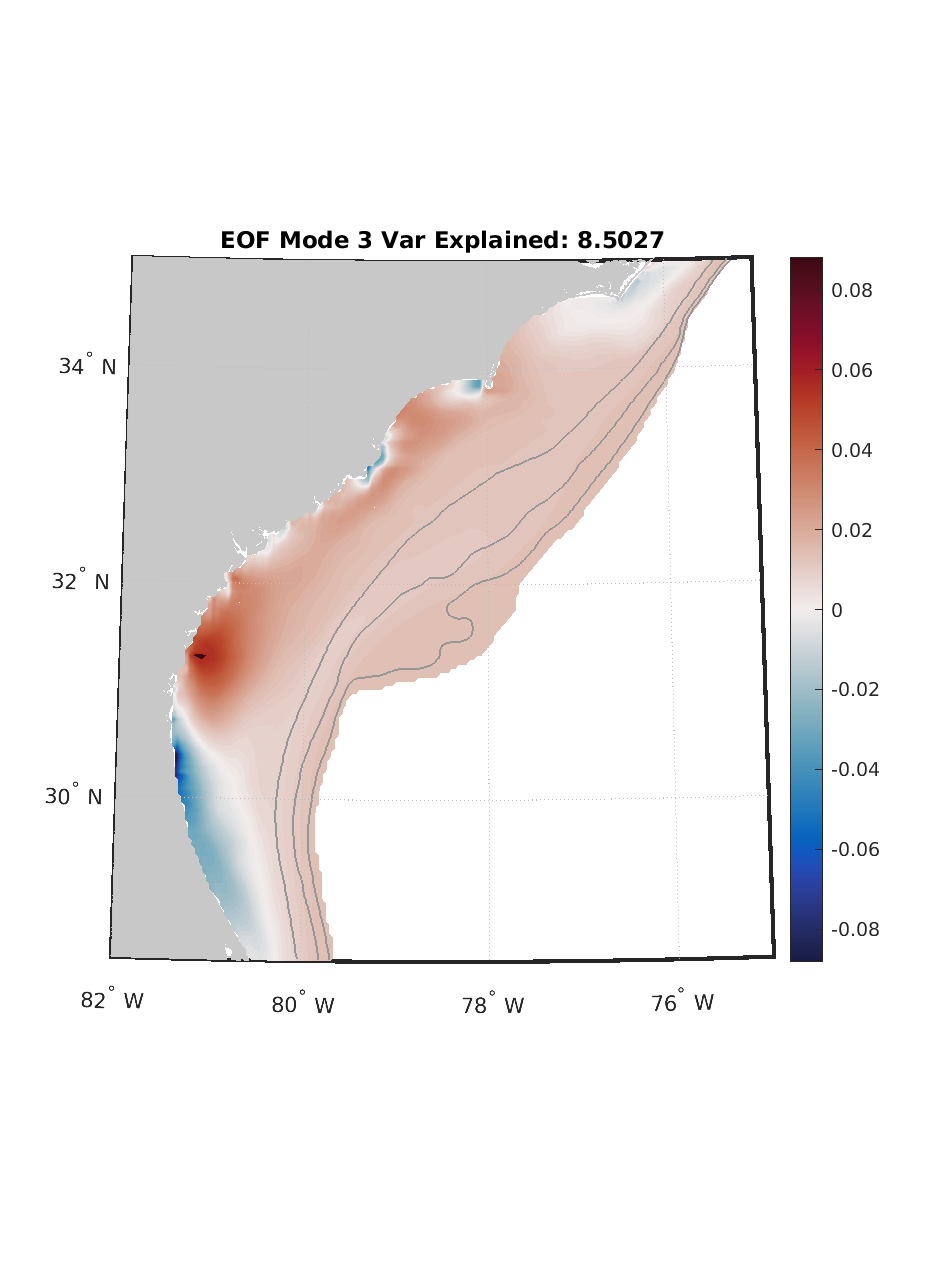 EOF Mode 3 Var Explained: 8.5027
34° N
32° N
30° N
82° W
80° W
78° W
76° W
0.08
0.06
0.04
0.02
0
-0.02
-0.04
-0.06
-0.08